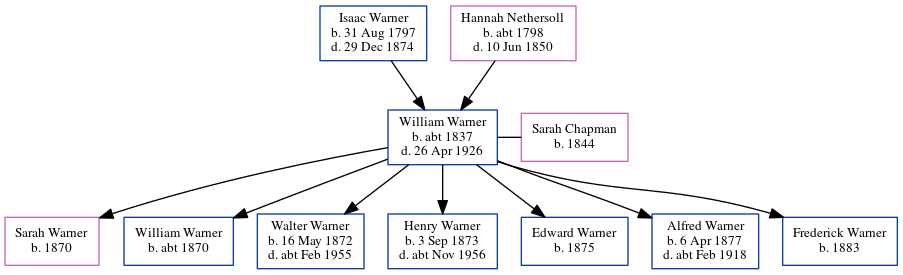 Isaac Warner
b. 31 Aug 1797
d. 29 Dec 1874
Hannah Nethersoll
b. abt 1798
d. 10 Jun 1850
William Warner
b. abt 1837
d. 26 Apr 1926
Sarah Chapman
b. 1844
Sarah Warner
b. 1870
William Warner
b. abt 1870
Walter Warner
b. 16 May 1872
d. abt Feb 1955
Henry Warner
b. 3 Sep 1873
d. abt Nov 1956
Edward Warner
b. 1875
Alfred Warner
b. 6 Apr 1877
d. abt Feb 1918
Frederick Warner
b. 1883